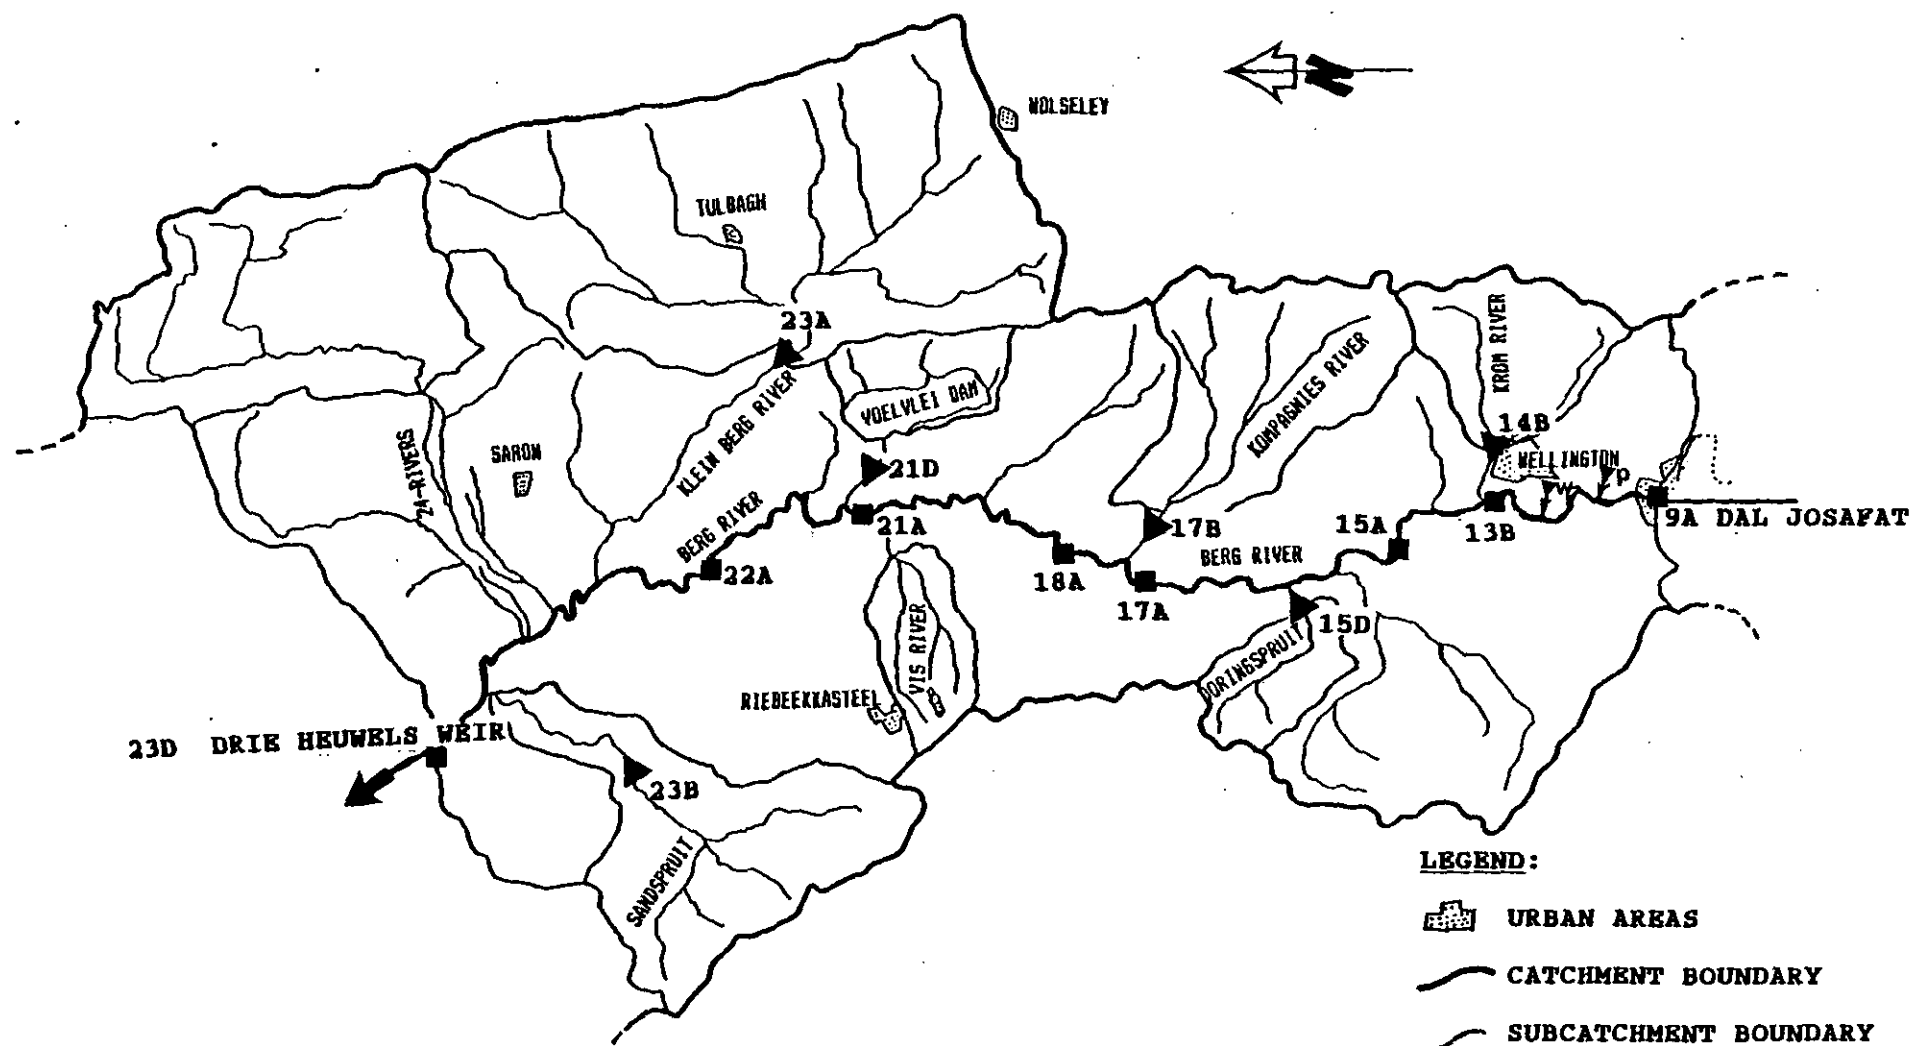 N
WOLSELEY
TULBAGH
23A
KROM RIVER
KOMPAGNIES RIVER
VOELVLEI DAM
KLEIN BERG RIVER
14B
24-RIVERS
SARON
WELLINGTON
P
W
21D
BERG RIVER
9A DAL JOSAFAT
21A
17B
15A
13B
BERG RIVER
22A
18A
17A
15D
VIS RIVER
DORINGSPRUIT
RIEBEEKKASTEEL
23D DRIE HEUWELS WEIR
23B
SANDSPRUIT
LEGEND:
URBAN AREAS
CATCHMENT BOUNDARY
SUBCATCHMENT BOUNDARY